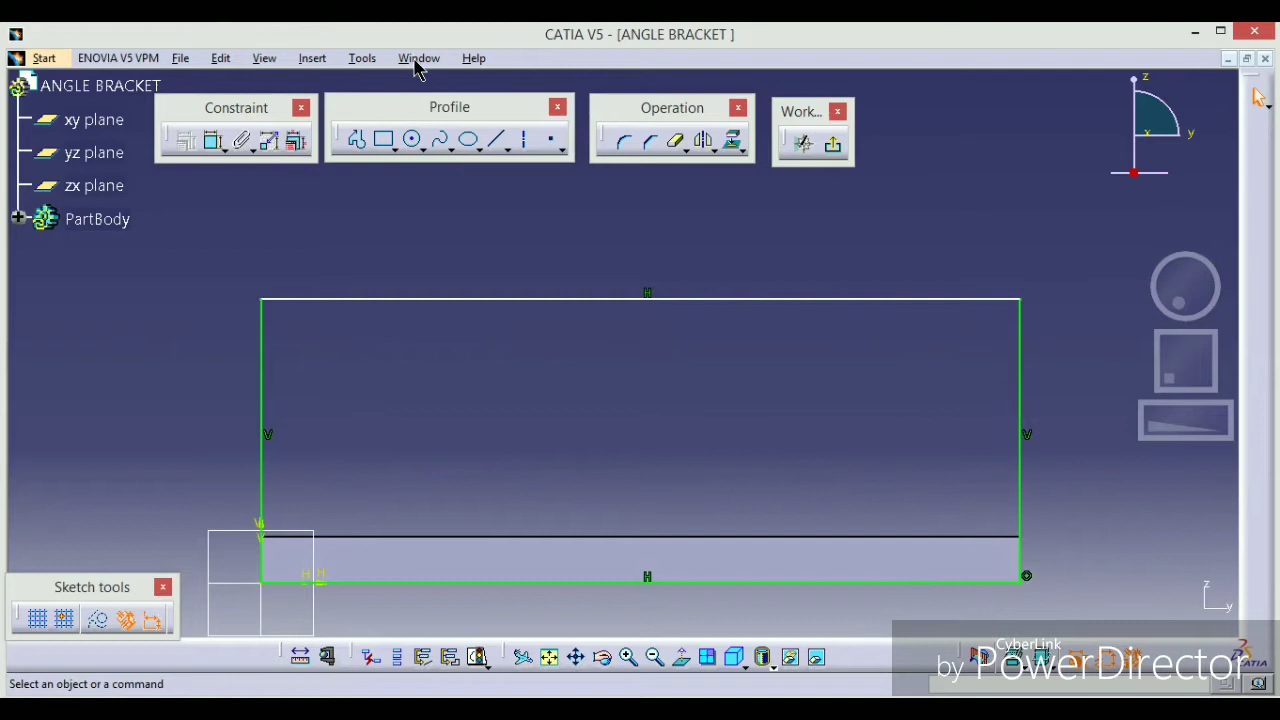 CATIA V5 - [ANGLE BRACKET ]
Start ENOVIA V5 VPM File Edit View Insert Tools Window Help
ANGLE BRACKET
xy plane
yz plane
zx plane
PartBody
Constraint
Profile
Operation
Work...
z
x y
H
V
V
V
H H
H
Sketch tools
z
y
CyberLink
by PowerDirector
CATIA
Select an object or a command